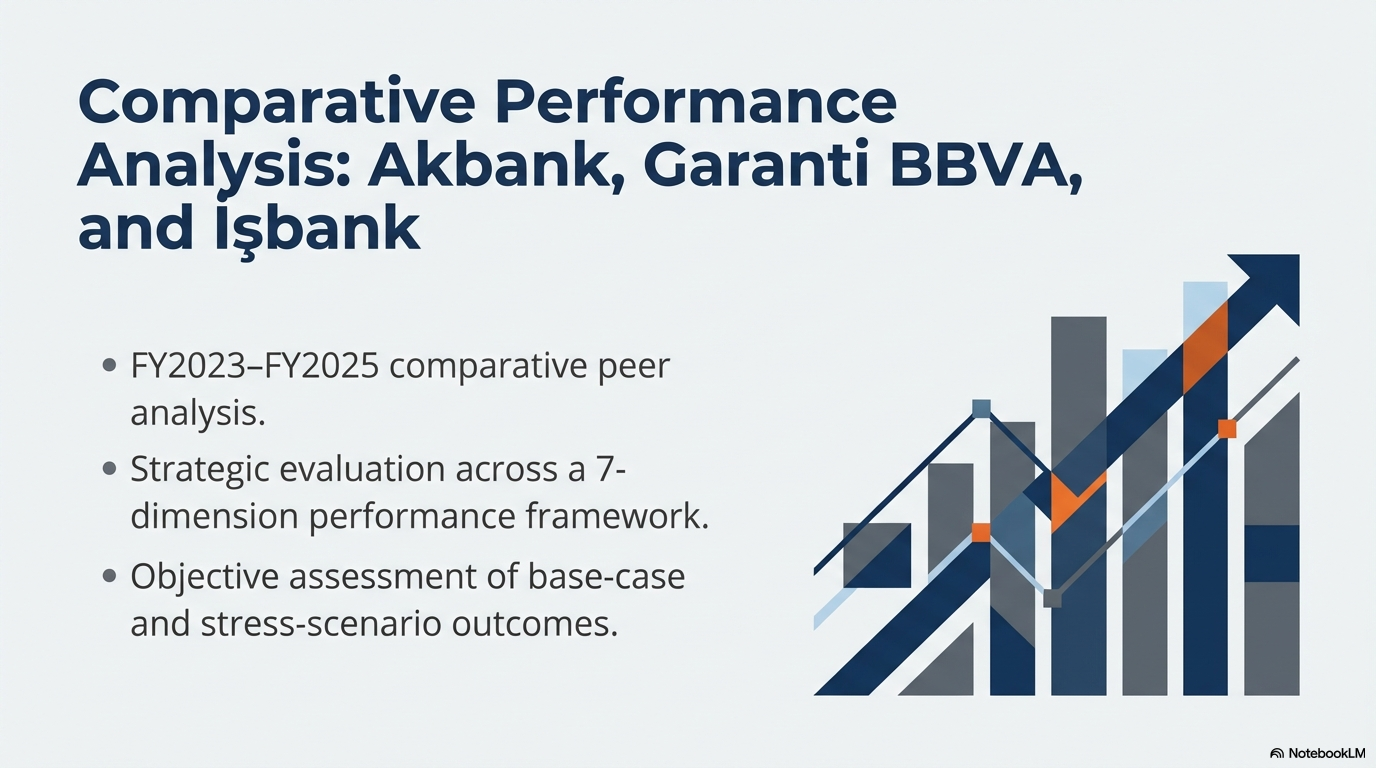 Comparative Performance
Analysis: Akbank, Garanti BBVA,
and İşbank
• FY2023–FY2025 comparative peer
analysis.
• Strategic evaluation across a 7-
dimension performance framework.
• Objective assessment of base-case
and stress-scenario outcomes.
NotebookLM